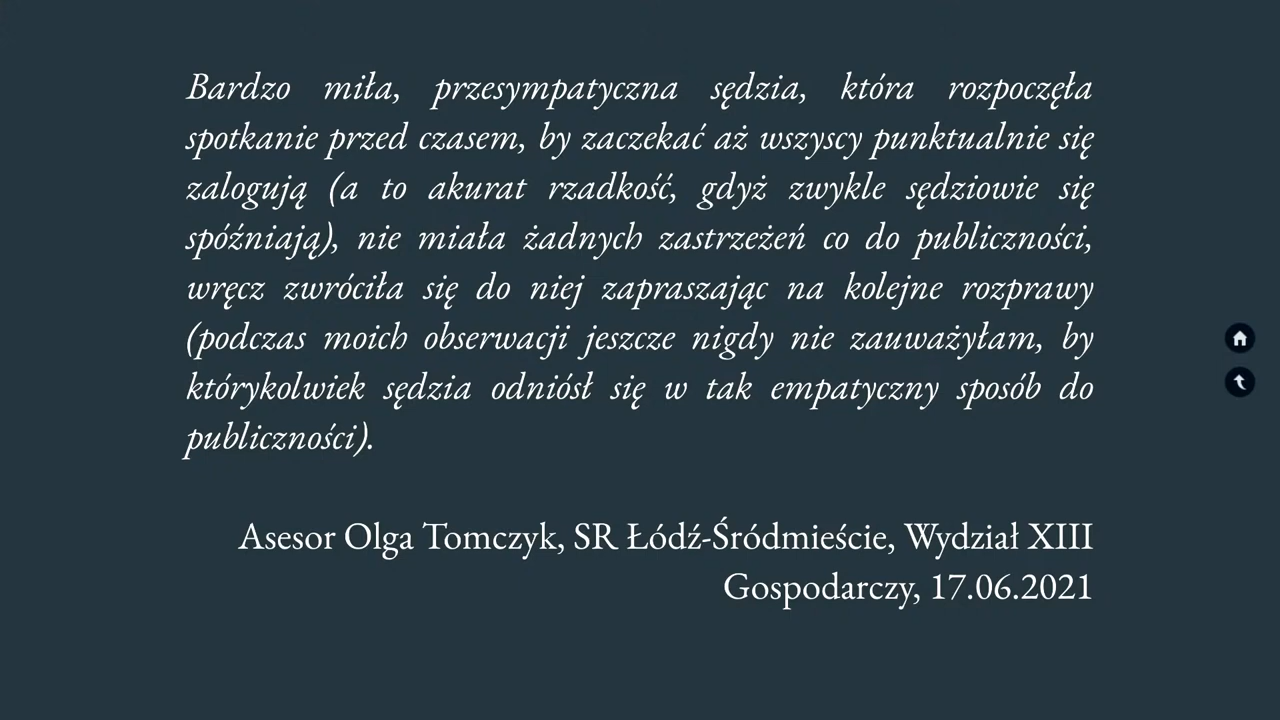 Bardzo miła, przesympatyczna sędzia, która rozpoczęła
spotkanie przed czasem, by zaczekać aż wszyscy punktualnie się
zalogują (a to akurat rzadkość, gdyż zwykle sędziowie się
spóźniają), nie miała żadnych zastrzeżeń co do publiczności,
wręcz zwróciła się do niej zapraszając na kolejne rozprawy
(podczas moich obserwacji jeszcze nigdy nie zauważyłam, by
którykolwiek sędzia odniósł się w tak empatyczny sposób do
publiczności).
Asesor Olga Tomczyk, SR Łódź-Śródmieście, Wydział XIII
Gospodarczy, 17.06.2021